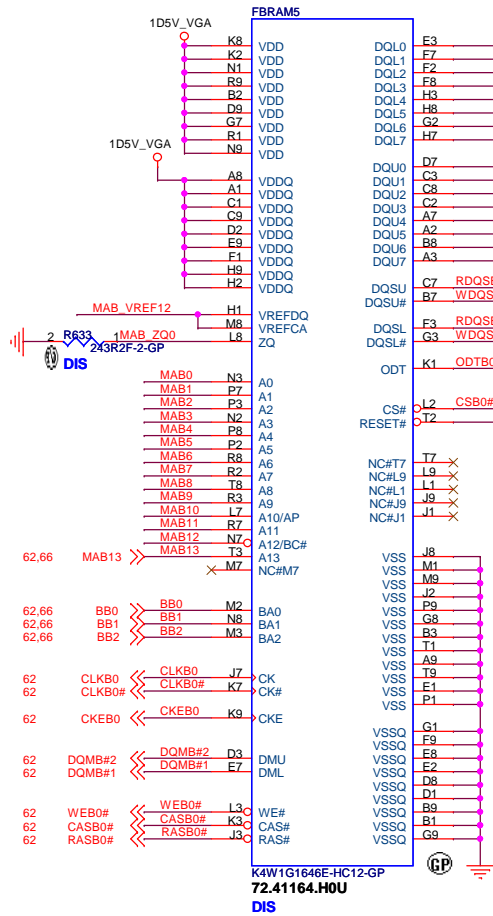 FBRAM5
1D5V_VGA
K8 VDD DQL0 E3
K2 VDD DQL1 F7
N1 VDD DQL2 F2
R9 VDD DQL3 F8
B2 VDD DQL4 H3
D9 VDD DQL5 H8
G7 VDD DQL6 G2
R1 VDD DQL7 H7
N9 VDD
1D5V_VGA
DQU0 D7
A8 VDDQ DQU1 C3
A1 VDDQ DQU2 C8
C1 VDDQ DQU3 C2
C9 VDDQ DQU4 A7
D2 VDDQ DQU5 A2
E9 VDDQ DQU6 B8
F1 VDDQ DQU7 A3
H9 VDDQ
H2 VDDQ
DQSU C7
DQSU# B7
MAB_VREF12 H1 VREFDQ
M8 VREFCA DQSL F3
2 R633 1 MAB_ZQ0 L8 ZQ DQSL# G3
243R2F-2-GP
DIS
ODT K1 ODTB0
MAB0 N3 A0
MAB1 P7 A1
MAB2 P3 A2 CS# L2 CSB0#
MAB3 N2 A3 RESET# T2
MAB4 P8 A4
MAB5 P2 A5
MAB6 R8 A6 NC#T7 T7
MAB7 R2 A7 NC#L9 L9
MAB8 T8 A8 NC#L1 L1
MAB9 R3 A9 NC#J9 J9
MAB10 L7 A10/AP NC#J1 J1
MAB11 R7 A11
MAB12 N7 A12/BC#
62,66 MAB13 MAB13 T3 A13 VSS J8
M7 NC#M7 VSS M1
VSS M9
VSS J2
62,66 BB0 BB0 M2 BA0 VSS P9
62,66 BB1 BB1 N8 BA1 VSS G8
62,66 BB2 BB2 M3 BA2 VSS B3
VSS T1
VSS A9
62 CLKB0 CLKB0 J7 CK VSS T9
62 CLKB0# CLKB0# K7 CK# VSS E1
VSS P1
62 CKEB0 CKEB0 K9 CKE
VSSQ G1
VSSQ F9
62 DQMB#2 DQMB#2 D3 DMU VSSQ E8
62 DQMB#1 DQMB#1 E7 DML VSSQ E2
VSSQ D8
VSSQ D1
62 WEB0# WEB0# L3 WE# VSSQ B9
62 CASB0# CASB0# K3 CAS# VSSQ B1
62 RASB0# RASB0# J3 RAS# VSSQ G9
GP
K4W1G1646E-HC12-GP
72.41164.H0U
DIS